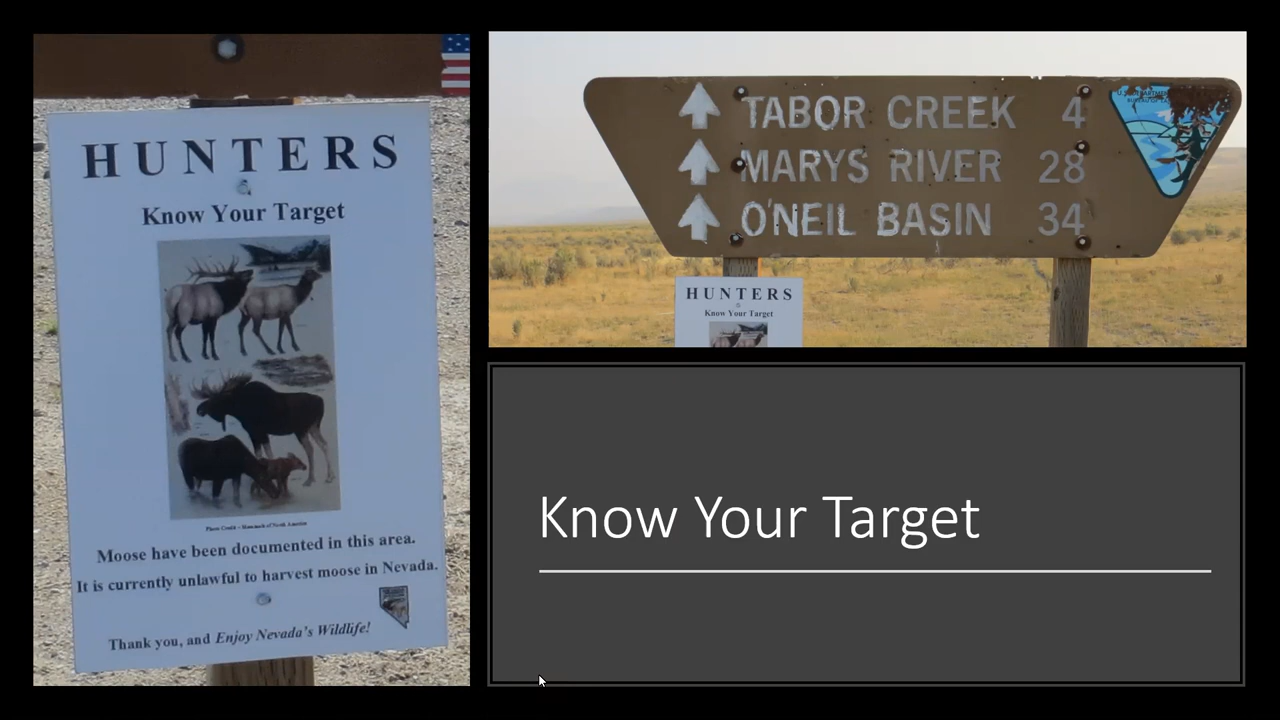 HUNTERS
Know Your Target
Moose have been documented in this area.
It is currently unlawful to harvest moose in Nevada.
Thank you, and Enjoy Nevada's Wildlife!
TABOR CREEK 4
MARYS RIVER 28
O'NEIL BASIN 34
HUNTERS
Know Your Target
Know Your Target